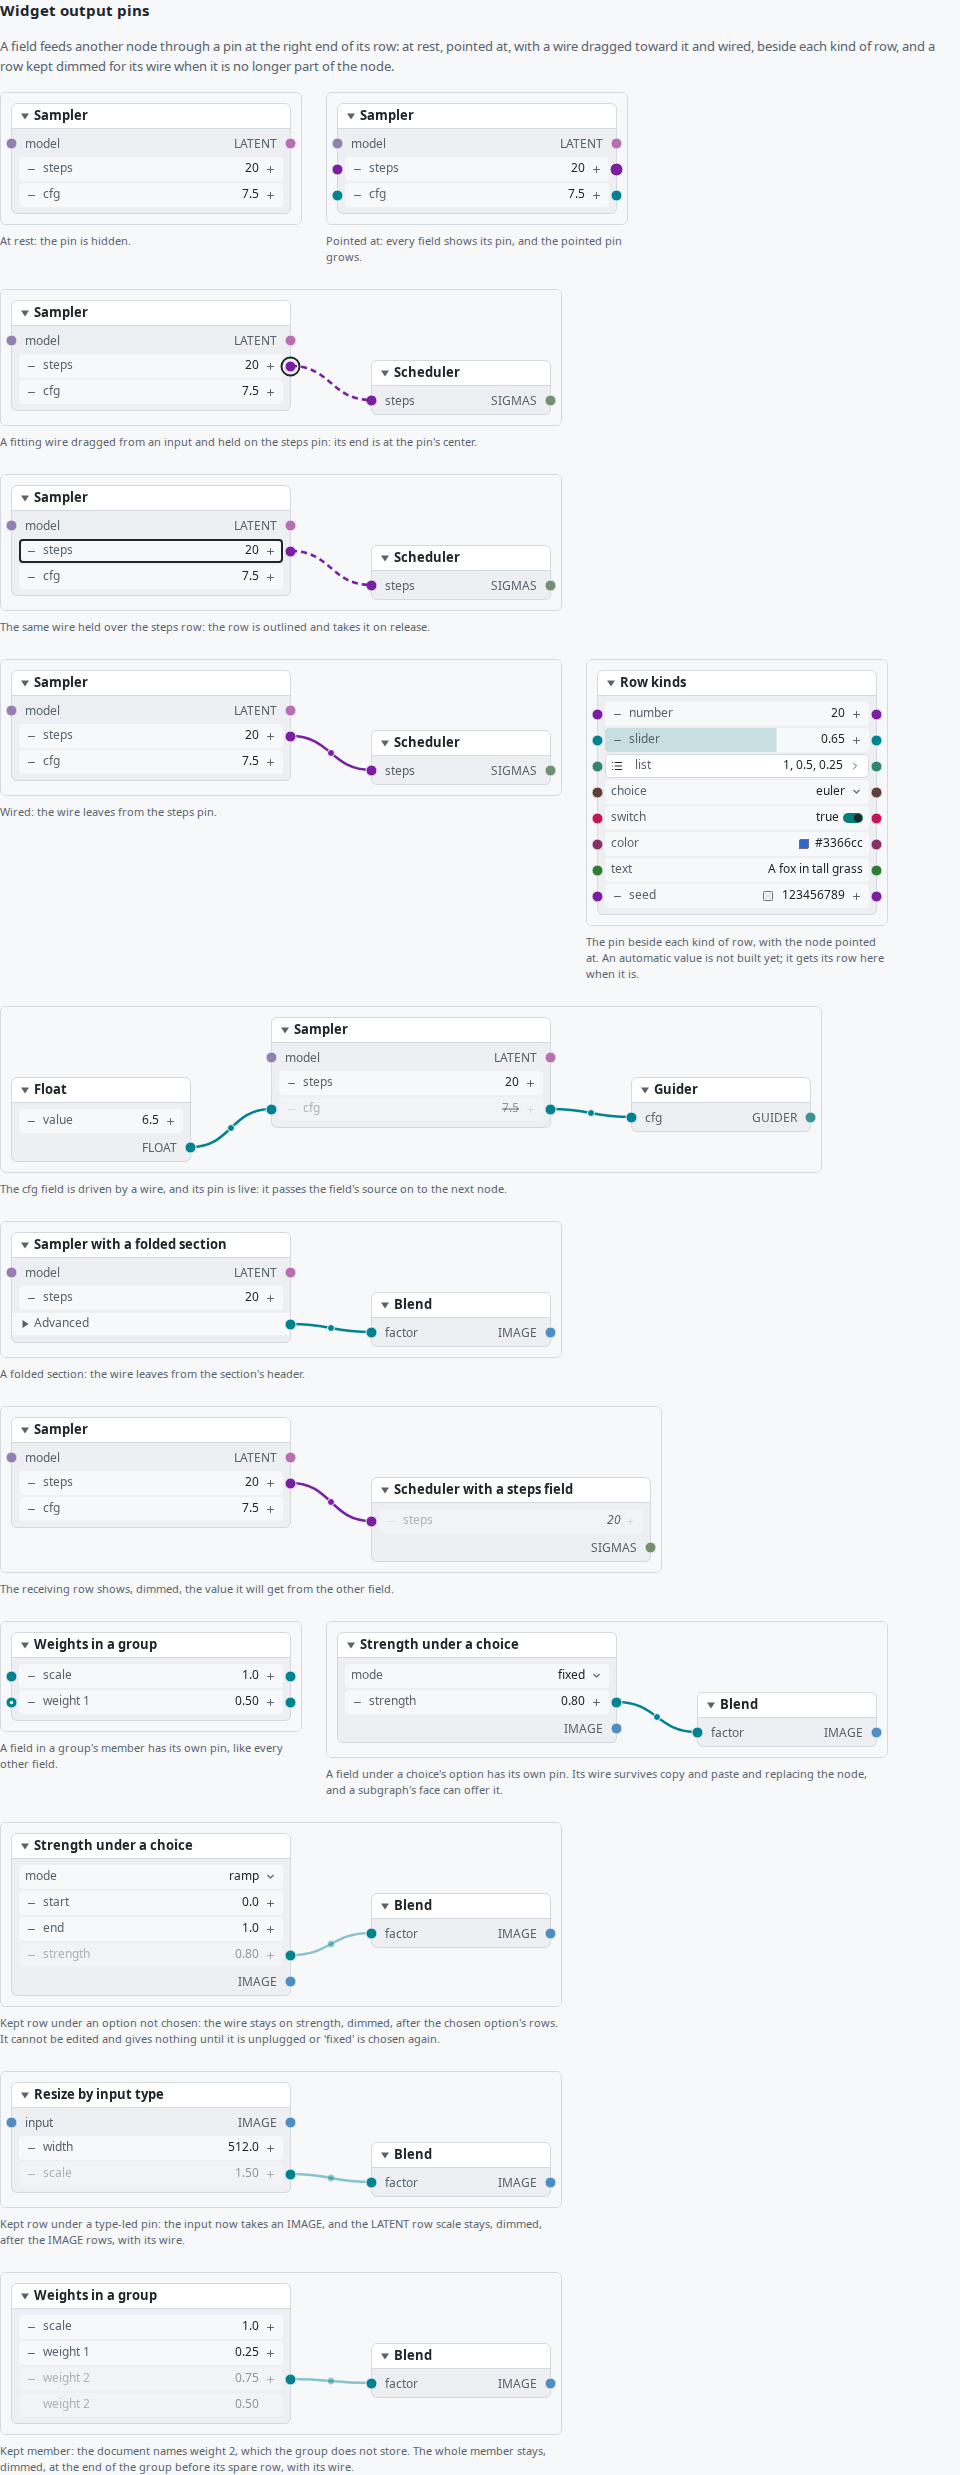 Widget output pins
A field feeds another node through a pin at the right end of its row: at rest, pointed at, with a wire dragged toward it and wired, beside each kind of row, and a
row kept dimmed for its wire when it is no longer part of the node.
Sampler
model LATENT
steps 20
cfg 7.5
At rest: the pin is hidden.
Sampler
model LATENT
steps 20
cfg 7.5
Pointed at: every field shows its pin, and the pointed pin
grows.
Sampler
model LATENT
steps 20
cfg 7.5
Scheduler
steps SIGMAS
A fitting wire dragged from an input and held on the steps pin: its end is at the pin's center.
Sampler
model LATENT
steps 20
cfg 7.5
Scheduler
steps SIGMAS
The same wire held over the steps row: the row is outlined and takes it on release.
Sampler
model LATENT
steps 20
cfg 7.5
Scheduler
steps SIGMAS
Wired: the wire leaves from the steps pin.
Row kinds
number 20
slider 0.65
list 1, 0.5, 0.25
choice euler
switch true
color #3366cc
text A fox in tall grass
seed 123456789
The pin beside each kind of row, with the node pointed
at. An automatic value is not built yet; it gets its row here
when it is.
Float
value 6.5
FLOAT
Sampler
model LATENT
steps 20
cfg 7.5
Guider
cfg GUIDER
The cfg field is driven by a wire, and its pin is live: it passes the field's source on to the next node.
Sampler with a folded section
model LATENT
steps 20
Advanced
Blend
factor IMAGE
A folded section: the wire leaves from the section's header.
Sampler
model LATENT
steps 20
cfg 7.5
Scheduler with a steps field
steps 20
SIGMAS
The receiving row shows, dimmed, the value it will get from the other field.
Weights in a group
scale 1.0
weight 1 0.50
A field in a group's member has its own pin, like every
other field.
Strength under a choice
mode fixed
strength 0.80
IMAGE
Blend
factor IMAGE
A field under a choice's option has its own pin. Its wire survives copy and paste and replacing the node,
and a subgraph's face can offer it.
Strength under a choice
mode ramp
start 0.0
end 1.0
strength 0.80
IMAGE
Blend
factor IMAGE
Kept row under an option not chosen: the wire stays on strength, dimmed, after the chosen option's rows.
It cannot be edited and gives nothing until it is unplugged or 'fixed' is chosen again.
Resize by input type
input IMAGE
width 512.0
scale 1.50
Blend
factor IMAGE
Kept row under a type-led pin: the input now takes an IMAGE, and the LATENT row scale stays, dimmed,
after the IMAGE rows, with its wire.
Weights in a group
scale 1.0
weight 1 0.25
weight 2 0.75
weight 2 0.50
Blend
factor IMAGE
Kept member: the document names weight 2, which the group does not store. The whole member stays,
dimmed, at the end of the group before its spare row, with its wire.